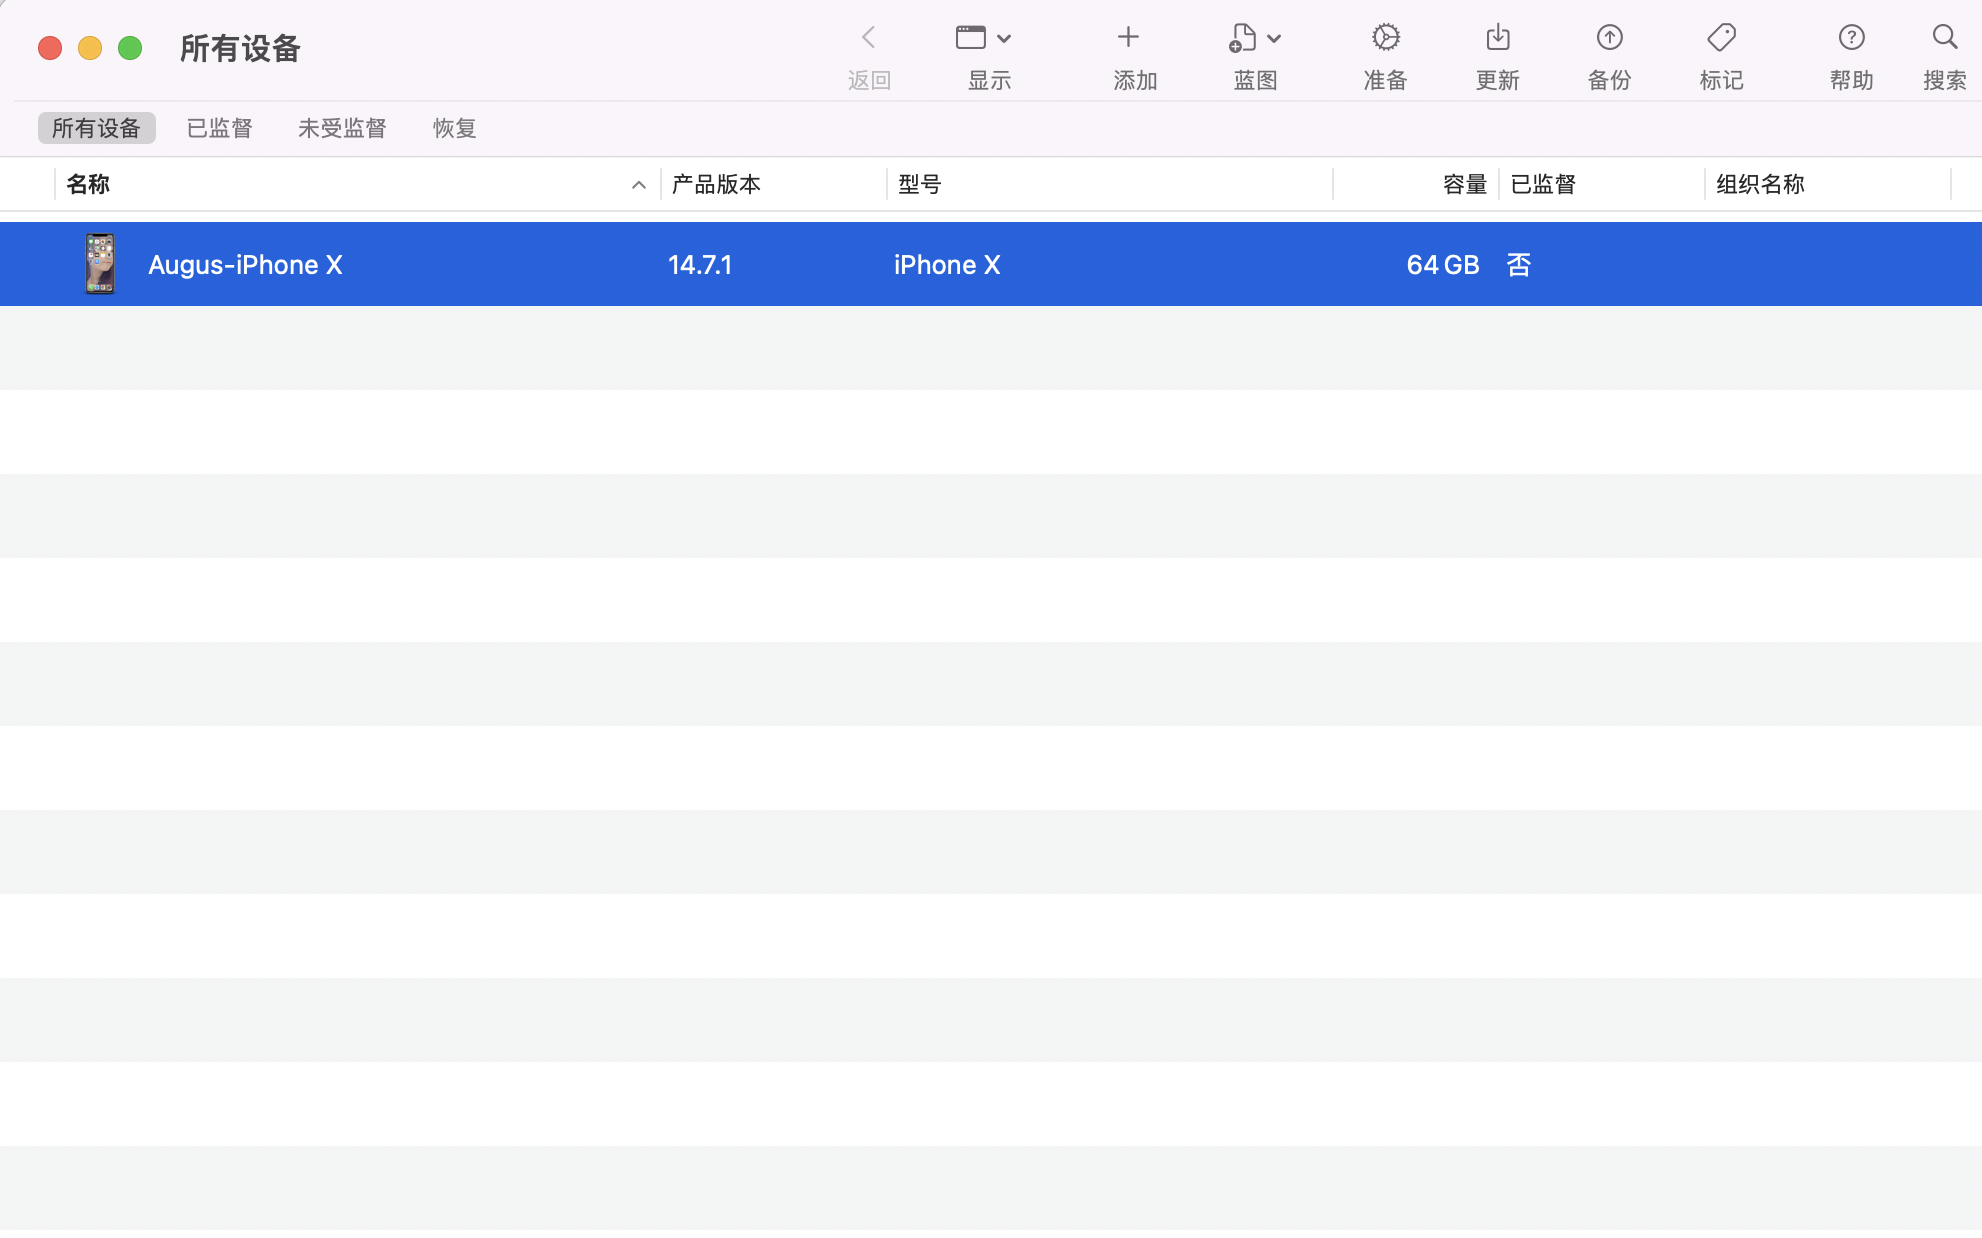 所有设备
返回 显示 添加 蓝图 准备 更新 备份 标记 帮助 搜索
所有设备 已监督 未受监督 恢复
名称 产品版本 型号 容量 已监督 组织名称
Augus-iPhone X 14.7.1 iPhone X 64 GB 否